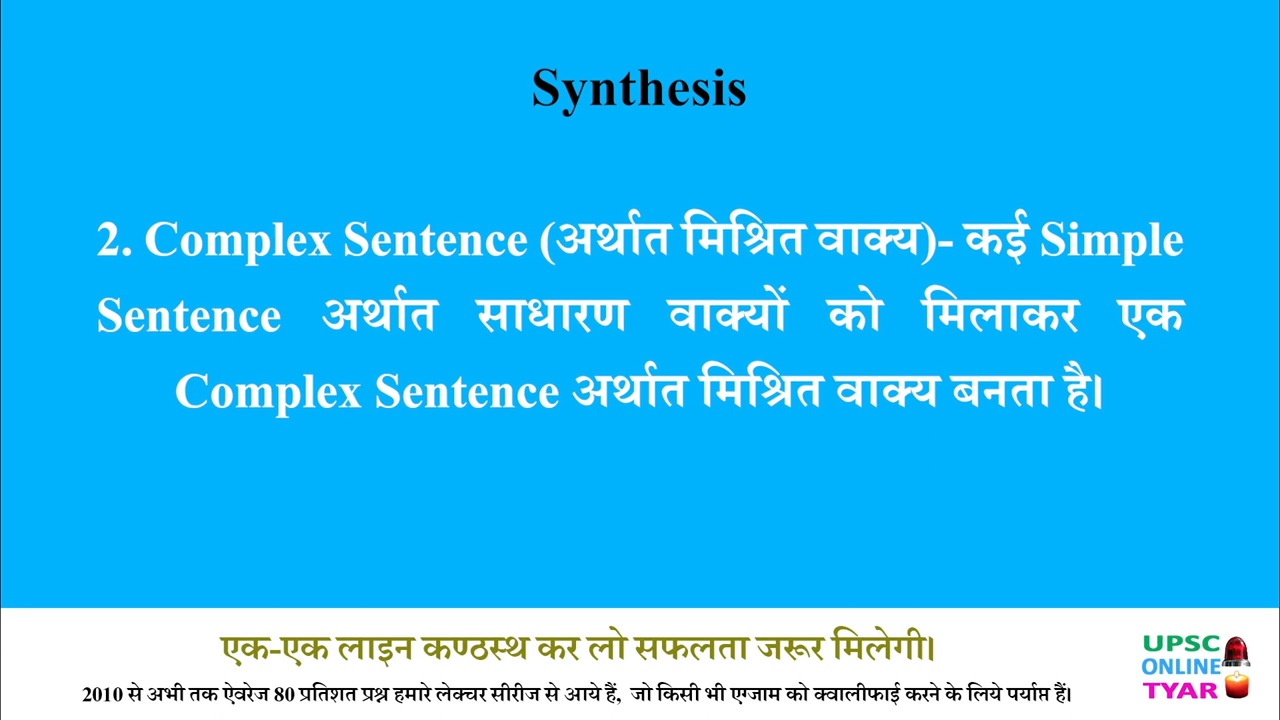 Synthesis
2. Complex Sentence (अर्थात मिश्रित वाक्य)- कई Simple
Sentence अर्थात साधारण वाक्यों को मिलाकर एक
Complex Sentence अर्थात मिश्रित वाक्य बनता है।
एक-एक लाइन कण्ठस्थ कर लो सफलता जरूर मिलेगी।
2010 से अभी तक ऐवरेज 80 प्रतिशत प्रश्न हमारे लेक्चर सीरीज से आये हैं, जो किसी भी एग्जाम को क्वालीफाई करने के लिये पर्याप्त हैं।
UPSC
ONLINE
TYAR